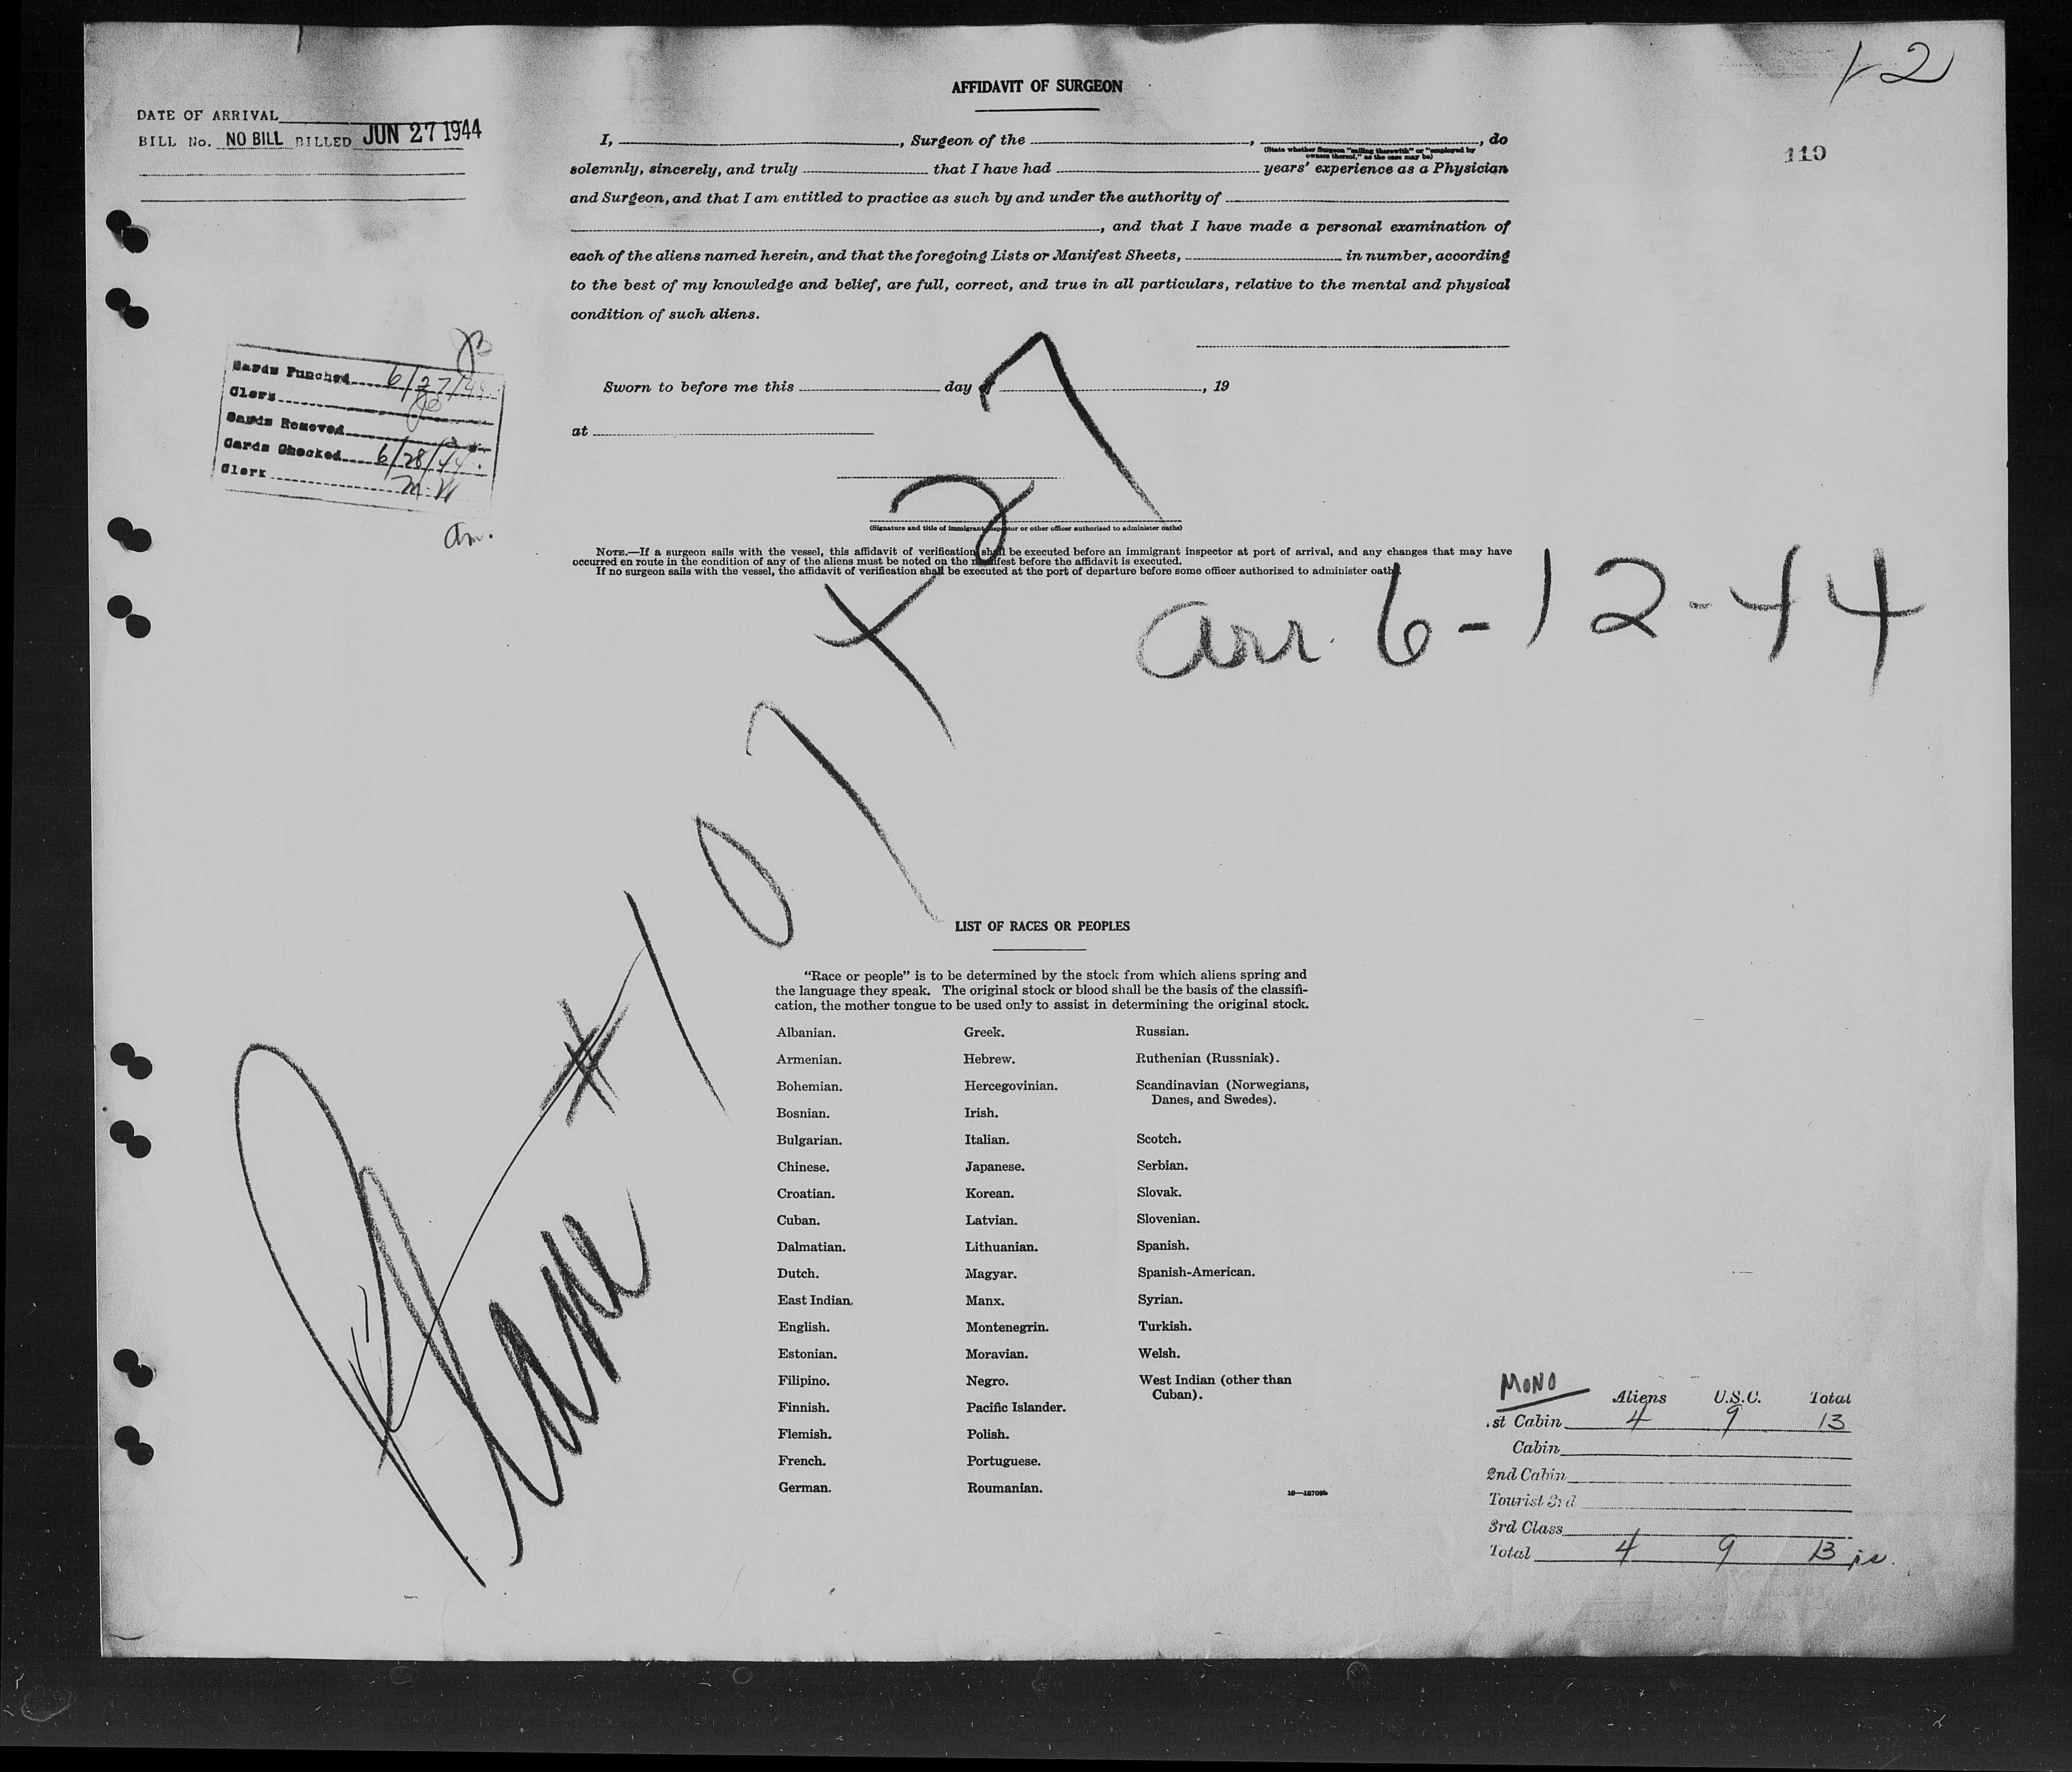 12
AFFIDAVIT OF SURGEON
DATE OF ARRIVAL
BILL No. NO BILL BILLED JUN 27 1944
110
I, , Surgeon of the , , do
(State whether Surgeon "sailing therewith" or "employed by
owners thereof," as the case may be)
solemnly, sincerely, and truly that I have had years' experience as a Physician
and Surgeon, and that I am entitled to practice as such by and under the authority of
, and that I have made a personal examination of
each of the aliens named herein, and that the foregoing Lists or Manifest Sheets, in number, according
to the best of my knowledge and belief, are full, correct, and true in all particulars, relative to the mental and physical
condition of such aliens.
Cards Punched 6/27/44
Clerk
Cards Removed
Cards Checked 6/28/44.
Clerk M.W
am.
Sworn to before me this day of , 19
at
(Signature and title of immigrant inspector or other officer authorized to administer oaths)
NOTE.—If a surgeon sails with the vessel, this affidavit of verification shall be executed before an immigrant inspector at port of arrival, and any changes that may have
occurred en route in the condition of any of the aliens must be noted on the manifest before the affidavit is executed.
If no surgeon sails with the vessel, the affidavit of verification shall be executed at the port of departure before some officer authorized to administer oaths.
arr. 6-12-44
Plane #107427
LIST OF RACES OR PEOPLES
"Race or people" is to be determined by the stock from which aliens spring and
the language they speak. The original stock or blood shall be the basis of the classifi-
cation, the mother tongue to be used only to assist in determining the original stock.
Albanian.
Armenian.
Bohemian.
Bosnian.
Bulgarian.
Chinese.
Croatian.
Cuban.
Dalmatian.
Dutch.
East Indian.
English.
Estonian.
Filipino.
Finnish.
Flemish.
French.
German.
Greek.
Hebrew.
Hercegovinian.
Irish.
Italian.
Japanese.
Korean.
Latvian.
Lithuanian.
Magyar.
Manx.
Montenegrin.
Moravian.
Negro.
Pacific Islander.
Polish.
Portuguese.
Roumanian.
Russian.
Ruthenian (Russniak).
Scandinavian (Norwegians,
Danes, and Swedes).
Scotch.
Serbian.
Slovak.
Slovenian.
Spanish.
Spanish-American.
Syrian.
Turkish.
Welsh.
West Indian (other than
Cuban).
MONO Aliens U.S.C. Total
1st Cabin 4 9 13
Cabin
2nd Cabin
Tourist 3rd
3rd Class
Total 4 9 13